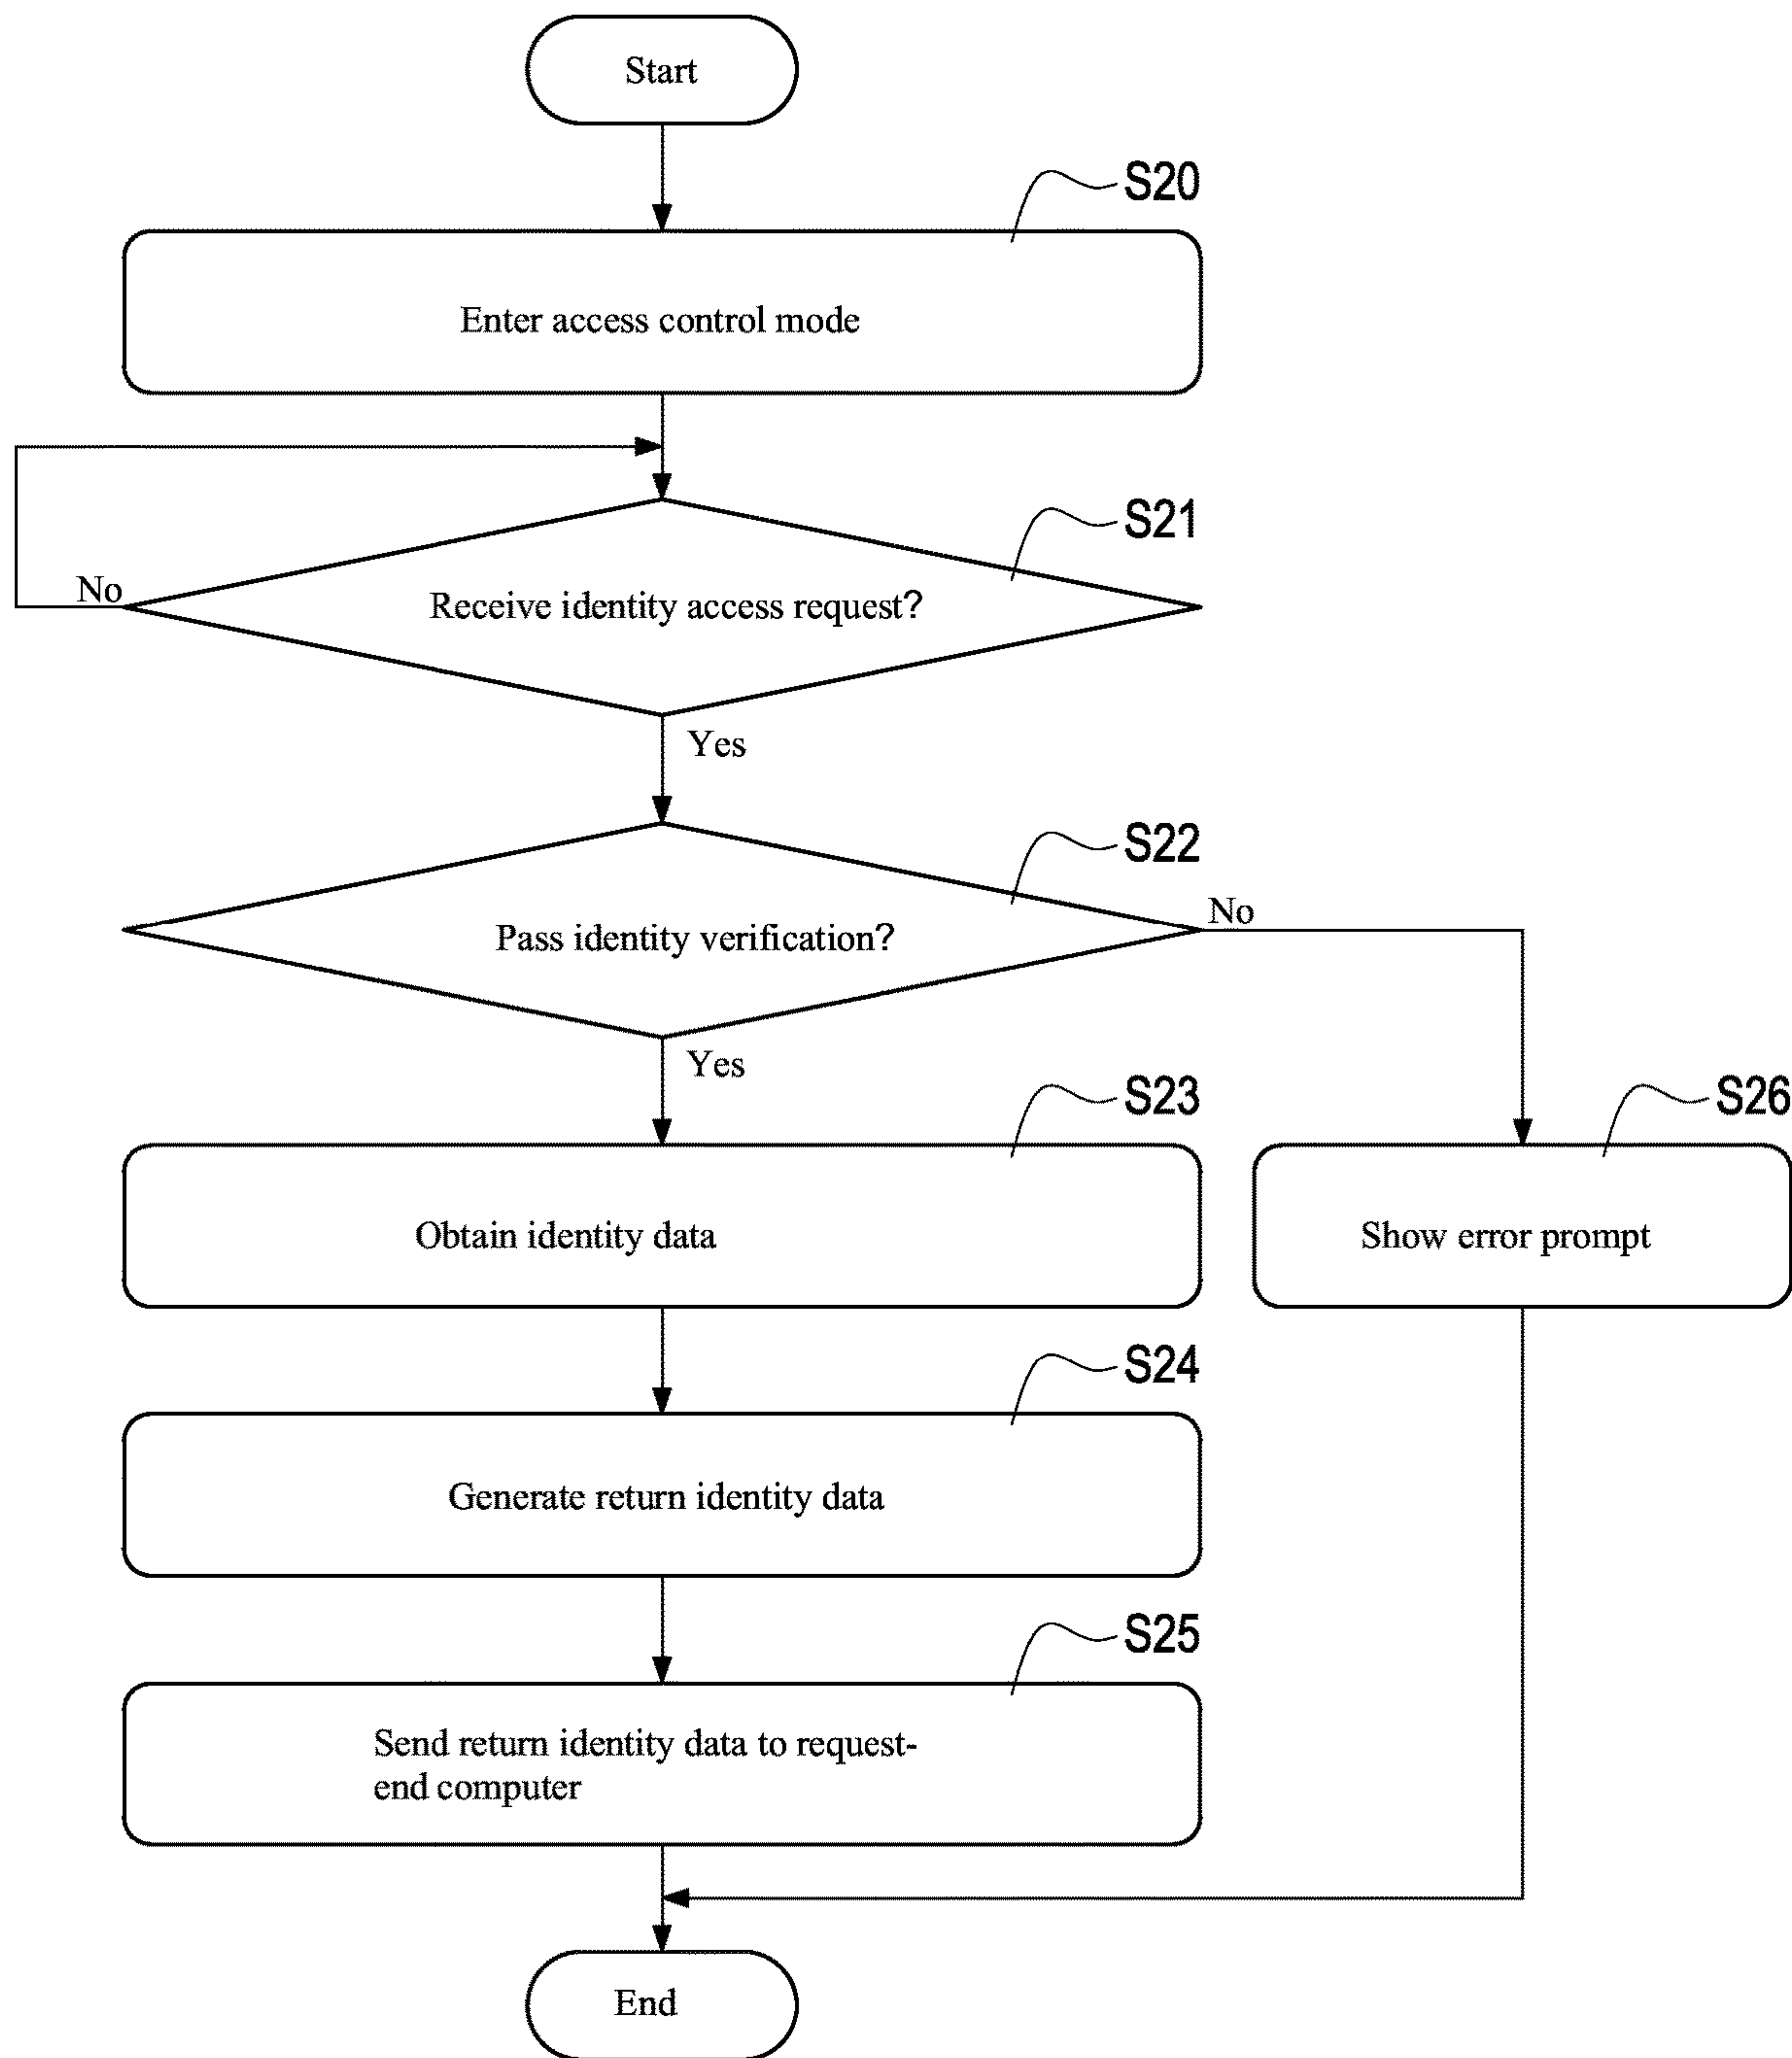 Start
S20
Enter access control mode
S21
No
Receive identity access request?
Yes
S22
No
Pass identity verification?
Yes
S23
S26
Obtain identity data
Show error prompt
S24
Generate return identity data
S25
Send return identity data to request-
end computer
End